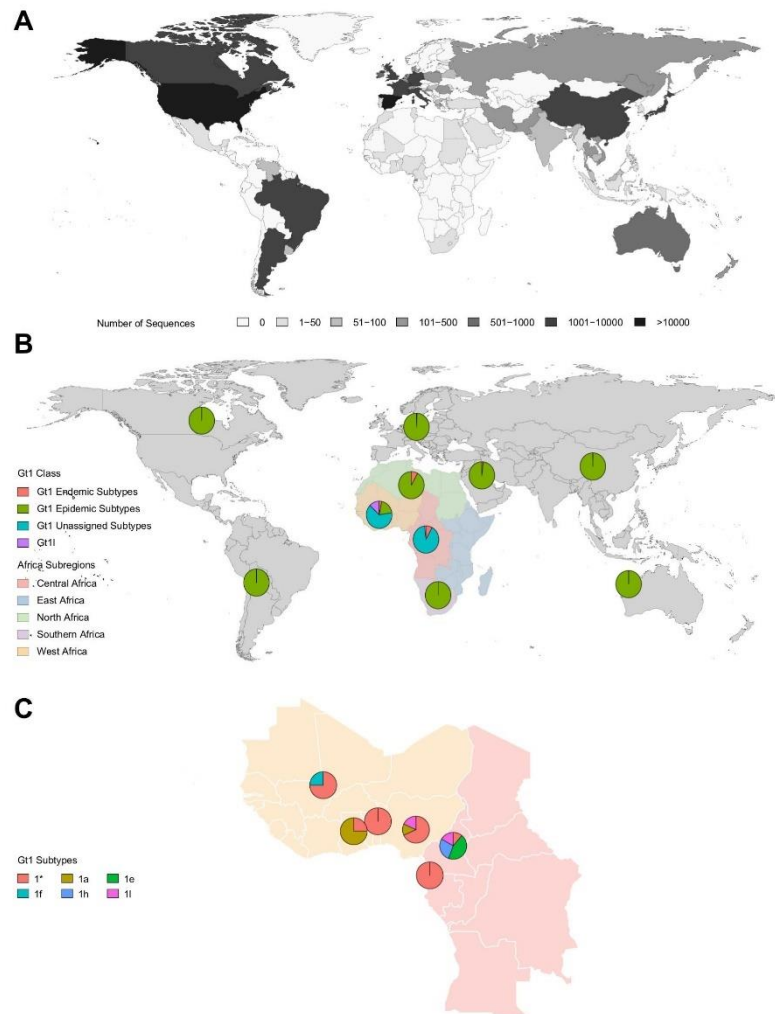 A
Number of Sequences 0 1−50 51−100 101−500 501−1000 1001−10000 >10000
B
Gt1 Class
Gt1 Endemic Subtypes
Gt1 Epidemic Subtypes
Gt1 Unassigned Subtypes
Gt1l
Africa Subregions
Central Africa
East Africa
North Africa
Southern Africa
West Africa
C
Gt1 Subtypes
1* 1a 1e
1f 1h 1l